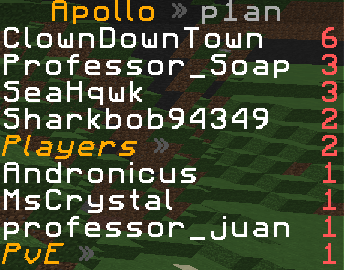 Apollo » p1an
ClownDownTown 6
Professor_Soap 3
SeaHqwk 3
Sharkbob94349 2
Players » 2
Andronicus 1
MsCrystal 1
professor_juan 1
PvE » 1